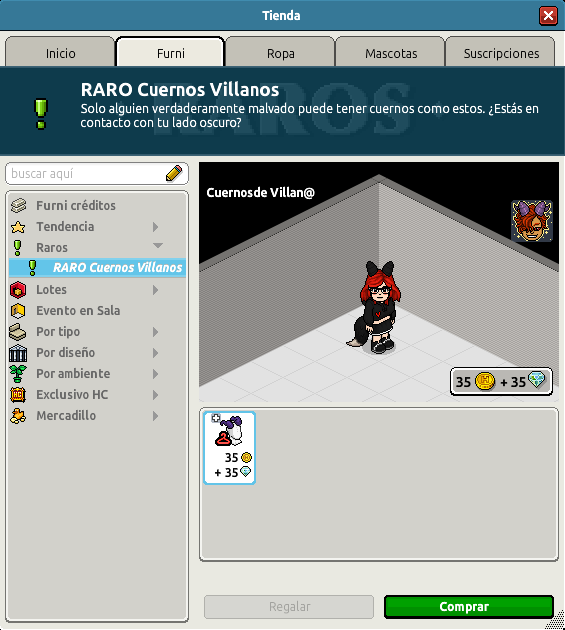 Tienda
Inicio
Furni
Ropa
Mascotas
Suscripciones
RAROS
RARO Cuernos Villanos
Solo alguien verdaderamente malvado puede tener cuernos como estos. ¿Estás en
contacto con tu lado oscuro?
buscar aquí
Furni créditos
Tendencia
Raros
RARO Cuernos Villanos
Lotes
Evento en Sala
Por tipo
Por diseño
Por ambiente
Exclusivo HC
Mercadillo
Cuernosde Villan@
35 + 35
35
+ 35
Regalar
Comprar